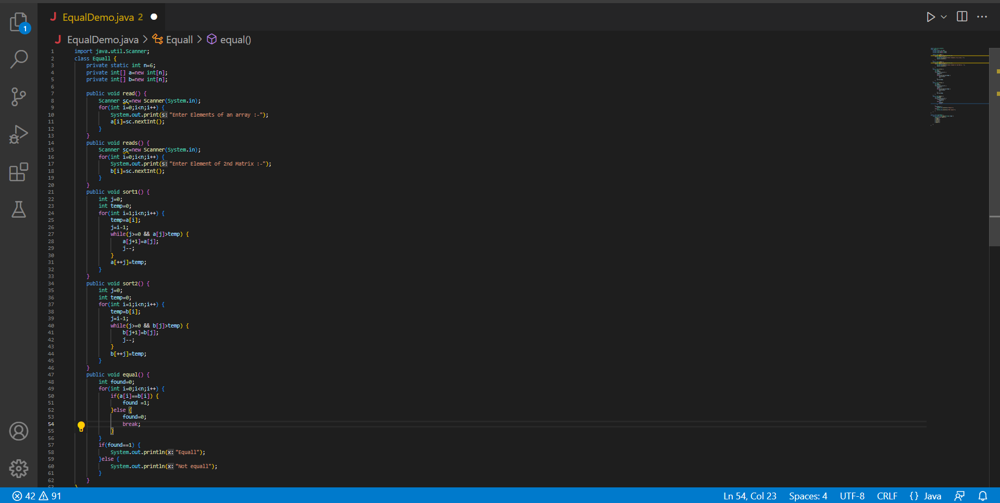 EqualDemo.java 2
1
EqualDemo.java > Equall > equal()
1 import java.util.Scanner;
2 class Equall {
3 private static int n=6;
4 private int[] a=new int[n];
5 private int[] b=new int[n];
6
7 public void read() {
8 Scanner sc=new Scanner(System.in);
9 for(int i=0;i<n;i++) {
10 System.out.print(s: "Enter Elements of an array :-");
11 a[i]=sc.nextInt();
12 }
13 }
14 public void reads() {
15 Scanner sc=new Scanner(System.in);
16 for(int i=0;i<n;i++) {
17 System.out.print(s: "Enter Element of 2nd Matrix :-");
18 b[i]=sc.nextInt();
19 }
20 }
21 public void sort1() {
22 int j=0;
23 int temp=0;
24 for(int i=1;i<n;i++) {
25 temp=a[i];
26 j=i-1;
27 while(j>=0 && a[j]>temp) {
28 a[j+1]=a[j];
29 j--;
30 }
31 a[++j]=temp;
32 }
33 }
34 public void sort2() {
35 int j=0;
36 int temp=0;
37 for(int i=1;i<n;i++) {
38 temp=b[i];
39 j=i-1;
40 while(j>=0 && b[j]>temp) {
41 b[j+1]=b[j];
42 j--;
43 }
44 b[++j]=temp;
45 }
46 }
47 public void equal() {
48 int found=0;
49 for(int i=0;i<n;i++) {
50 if(a[i]==b[i]) {
51 found =1;
52 }else {
53 found=0;
54 break;
55 }
56 }
57 if(found==1) {
58 System.out.println(x: "Equall");
59 }else {
60 System.out.println(x: "Not equall");
61 }
62 }
63 }
42 91
Ln 54, Col 23 Spaces: 4 UTF-8 CRLF {} Java